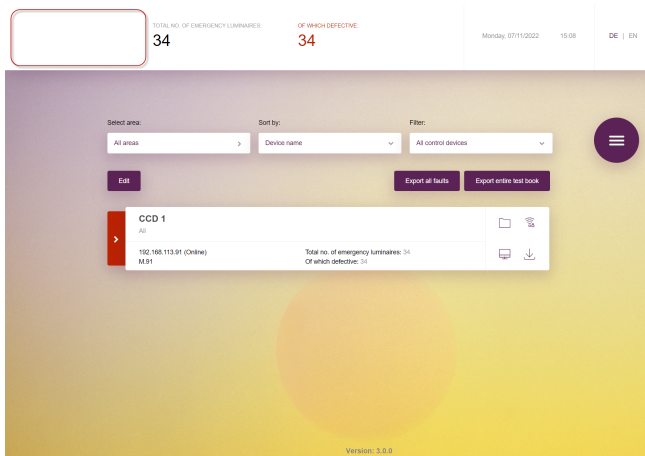 TOTAL NO. OF EMERGENCY LUMINAIRES:
34
OF WHICH DEFECTIVE:
34
Monday, 07/11/2022 15:08 DE | EN
Select area: Sort by: Filter:
All areas Device name All control devices
Edit Export all faults Export entire test book
CCD 1
All
192.168.113.91 (Online) Total no. of emergency luminaires: 34
M.91 Of which defective: 34
Version: 3.0.0